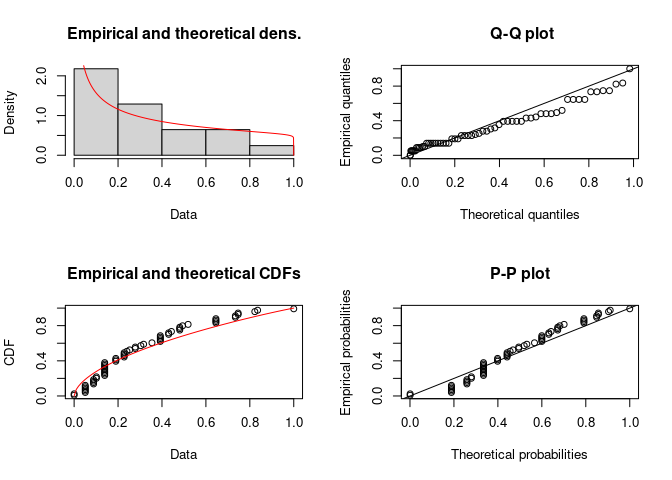 Empirical and theoretical dens.
Density
0.0 1.0 2.0
0.0 0.2 0.4 0.6 0.8 1.0
Data
Q-Q plot
Empirical quantiles
0.0 0.4 0.8
0.0 0.2 0.4 0.6 0.8 1.0
Theoretical quantiles
Empirical and theoretical CDFs
CDF
0.0 0.4 0.8
0.0 0.2 0.4 0.6 0.8 1.0
Data
P-P plot
Empirical probabilities
0.0 0.4 0.8
0.0 0.2 0.4 0.6 0.8 1.0
Theoretical probabilities